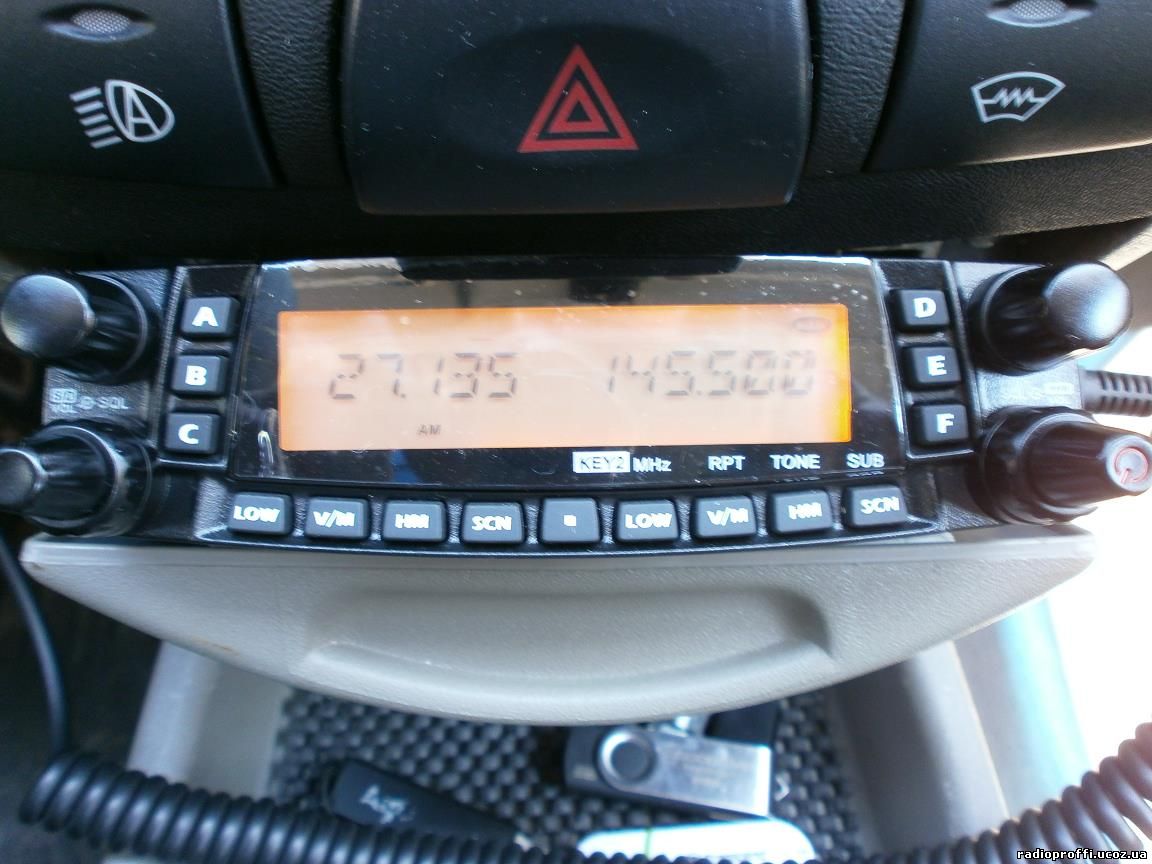 A
A
B
C
D
E
F
27.135 145.500
AM
VOL SQL
KEY2 MHz RPT TONE SUB
LOW V/M HM SCN LOW V/M HM SCN
radioproffi.ucoz.ua